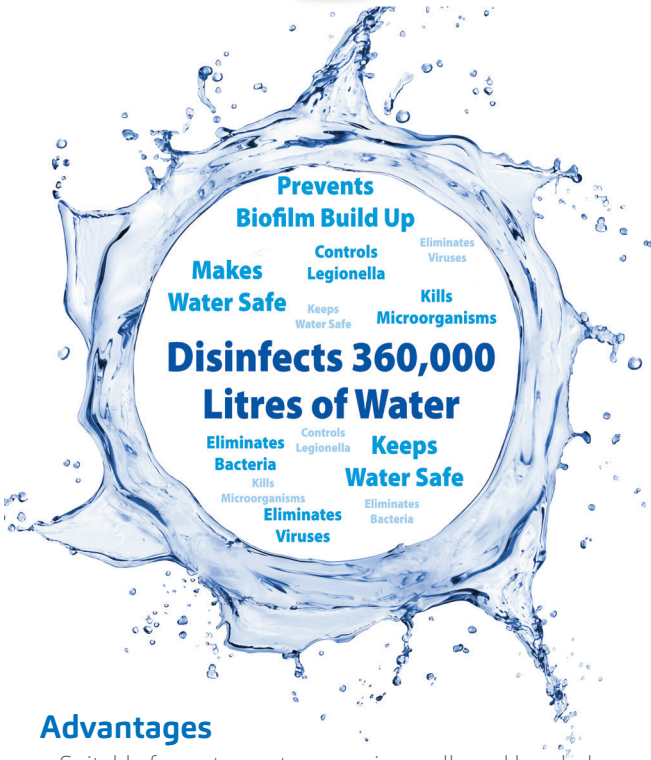 Prevents
Biofilm Build Up
Eliminates
Viruses
Controls
Legionella
Makes
Water Safe
Keeps
Water Safe
Kills
Microorganisms
Disinfects 360,000
Litres of Water
Eliminates
Bacteria
Controls
Legionella
Keeps
Water Safe
Kills
Microorganisms
Eliminates
Bacteria
Eliminates
Viruses
Advantages